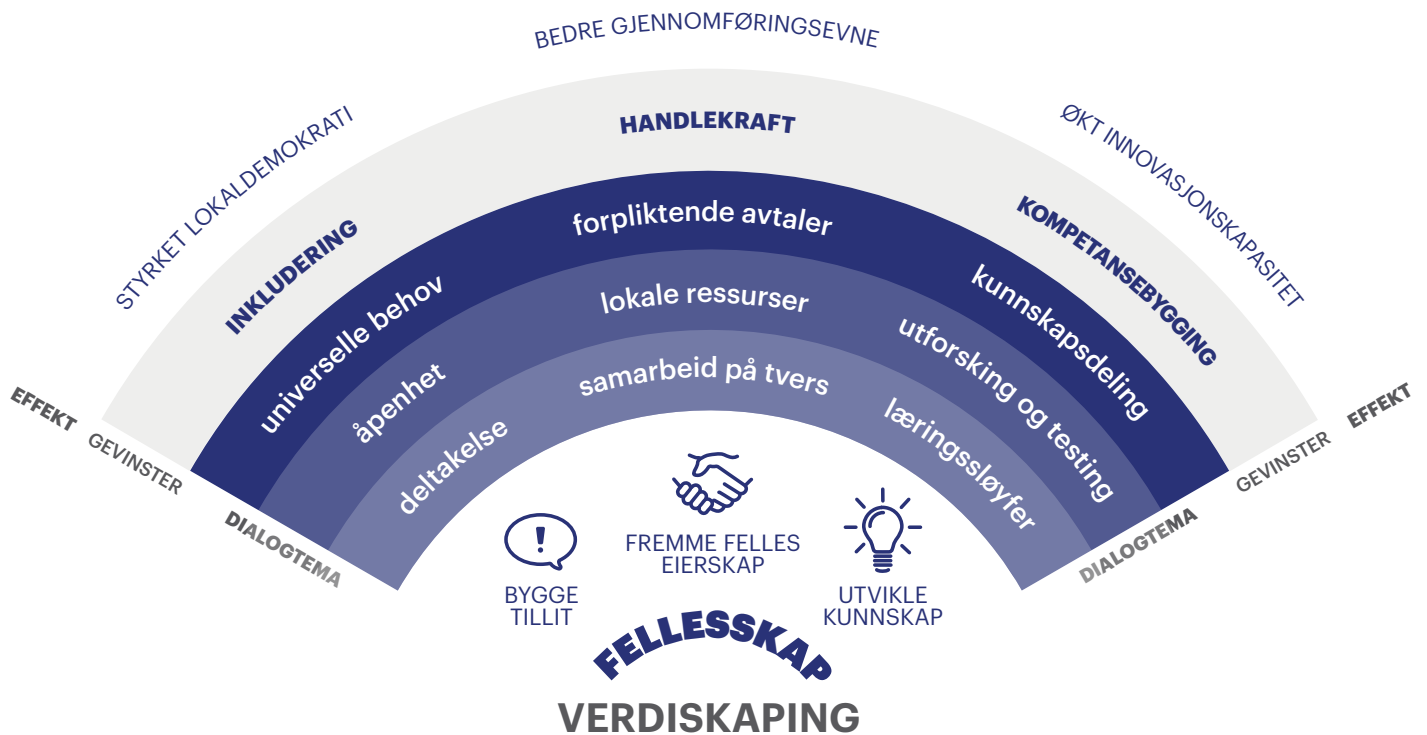 BEDRE GJENNOMFØRINGSEVNE
STYRKET LOKALDEMOKRATI
ØKT INNOVASJONSKAPASITET
HANDLEKRAFT
INKLUDERING
KOMPETANSEBYGGING
forpliktende avtaler
universelle behov
kunnskapsdeling
lokale ressurser
åpenhet
utforsking og testing
samarbeid på tvers
deltakelse
læringssløyfer
EFFEKT
GEVINSTER
DIALOGTEMA
EFFEKT
GEVINSTER
DIALOGTEMA
!
BYGGE
TILLIT
FREMME FELLES
EIERSKAP
UTVIKLE
KUNNSKAP
FELLESSKAP
VERDISKAPING